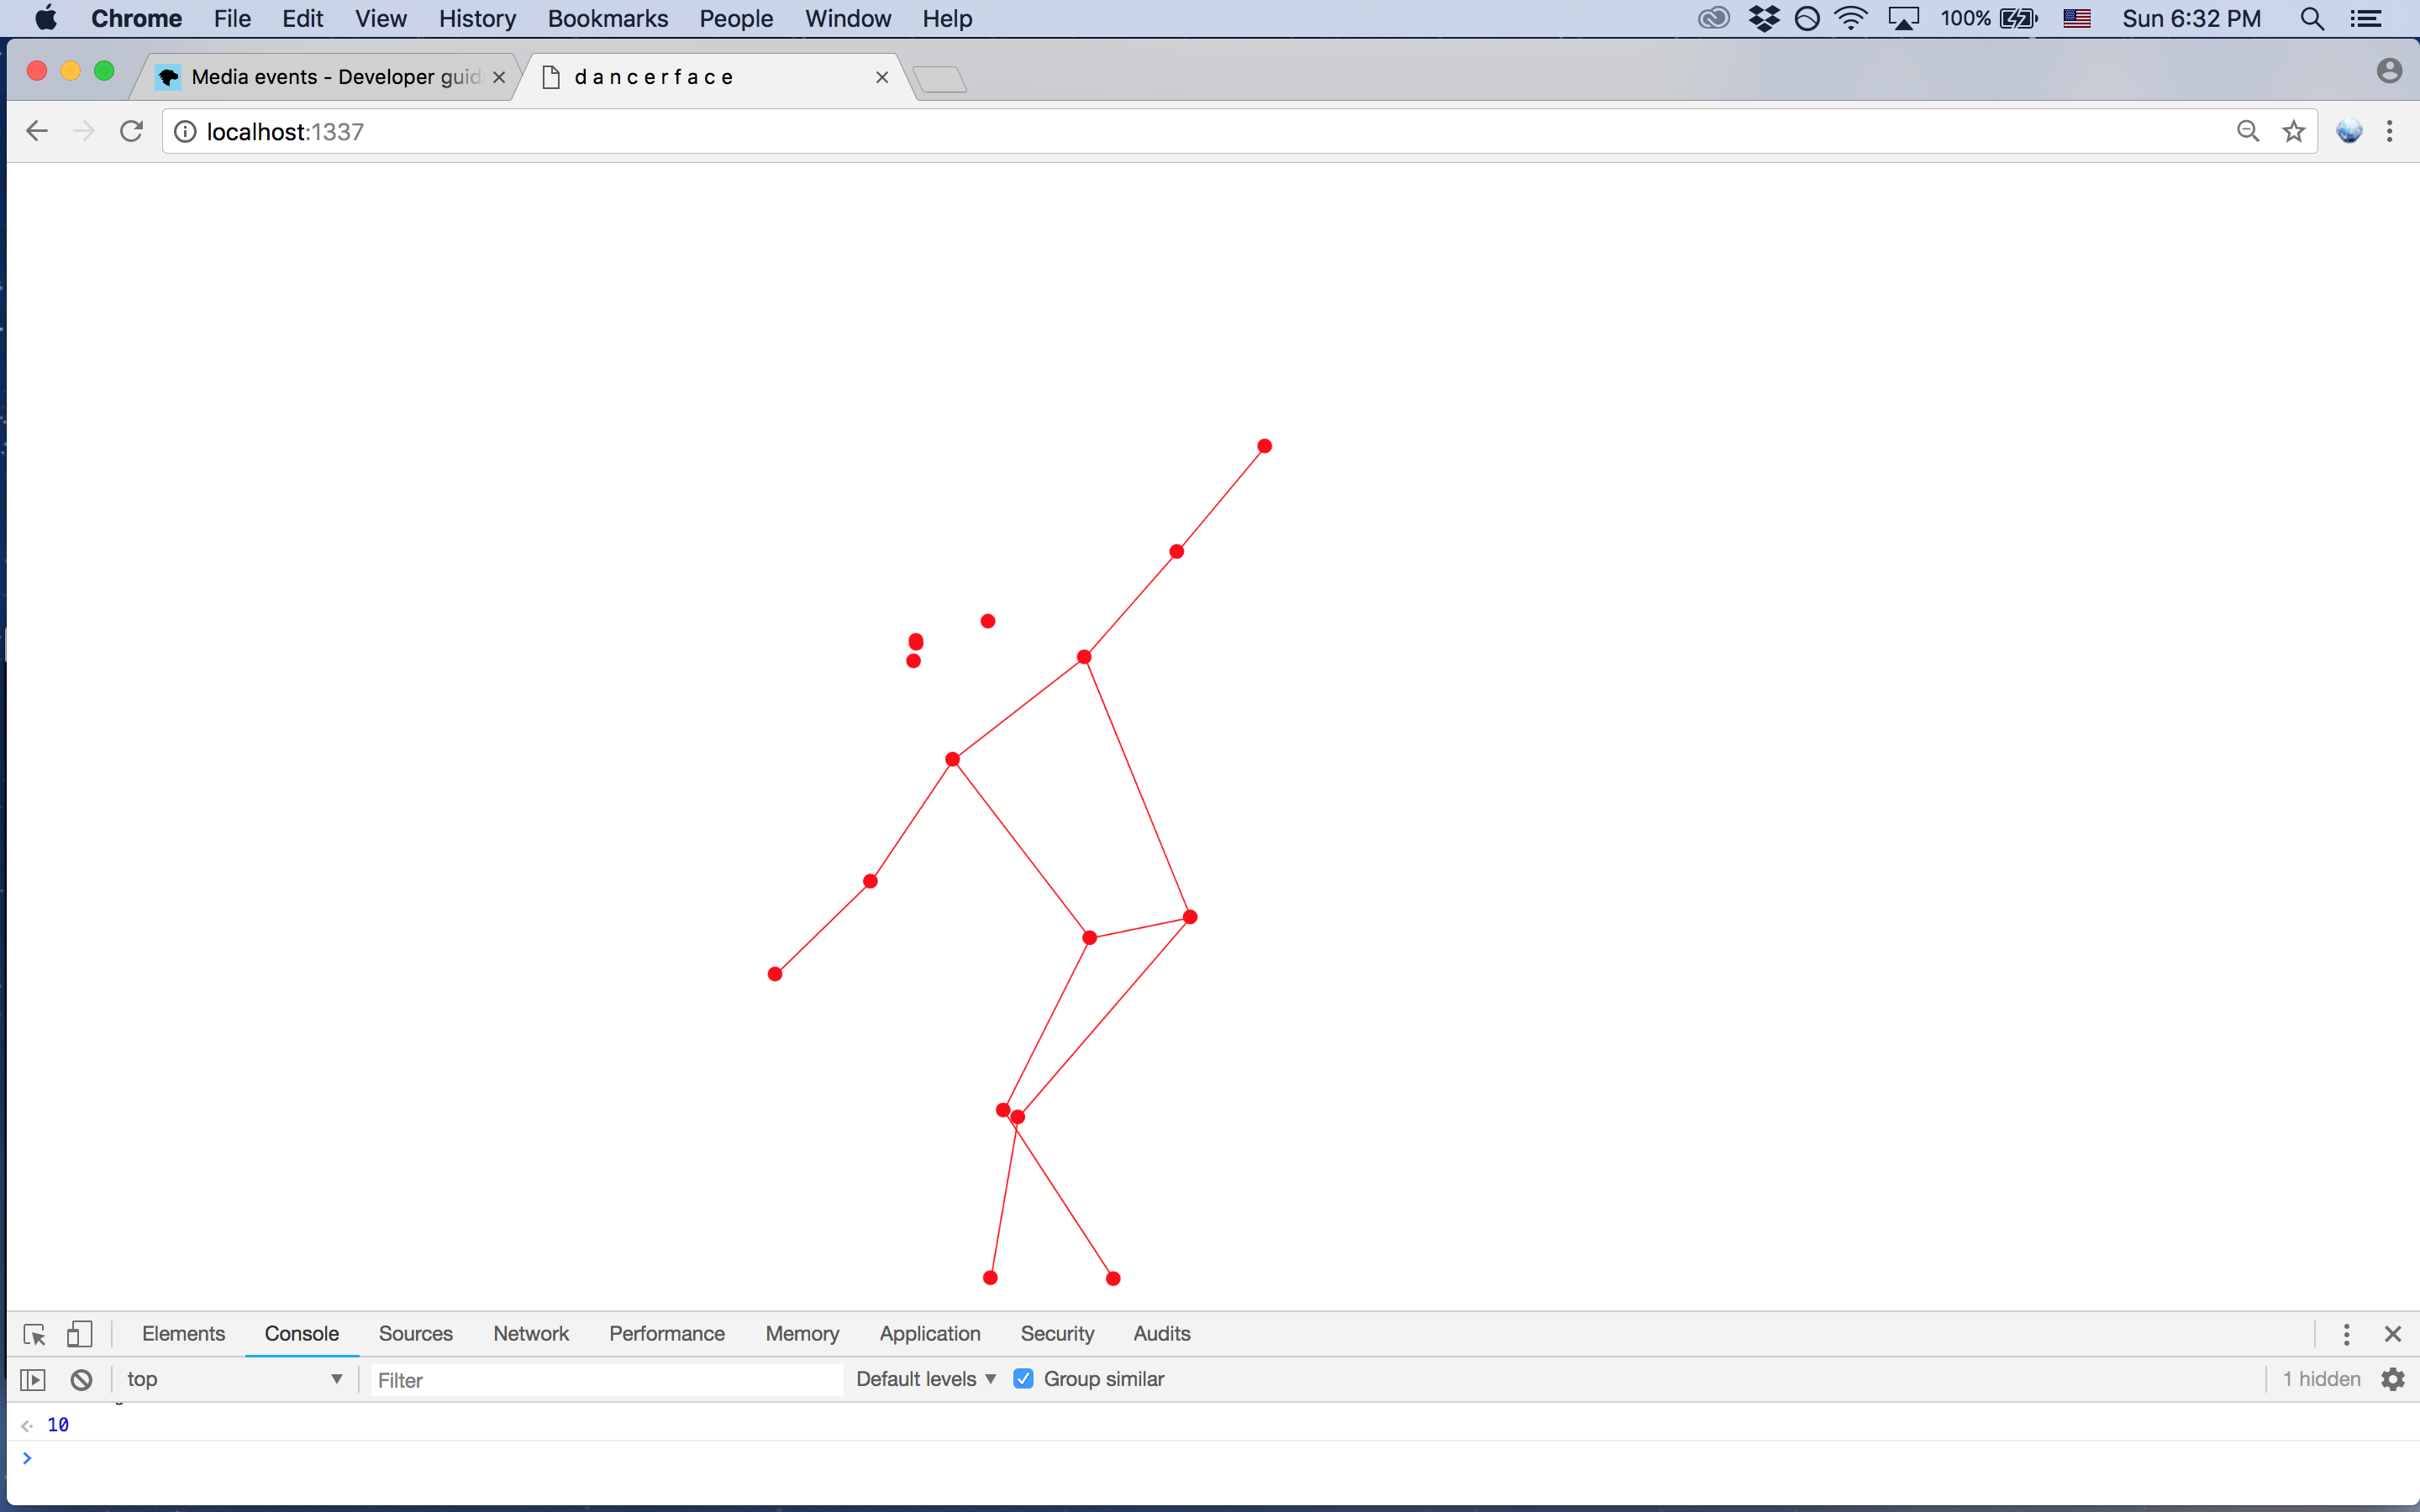 Chrome File Edit View History Bookmarks People Window Help 100% Sun 6:32 PM
Media events - Developer guid d a n c e r f a c e
localhost:1337
Elements Console Sources Network Performance Memory Application Security Audits
top Filter Default levels Group similar 1 hidden
10